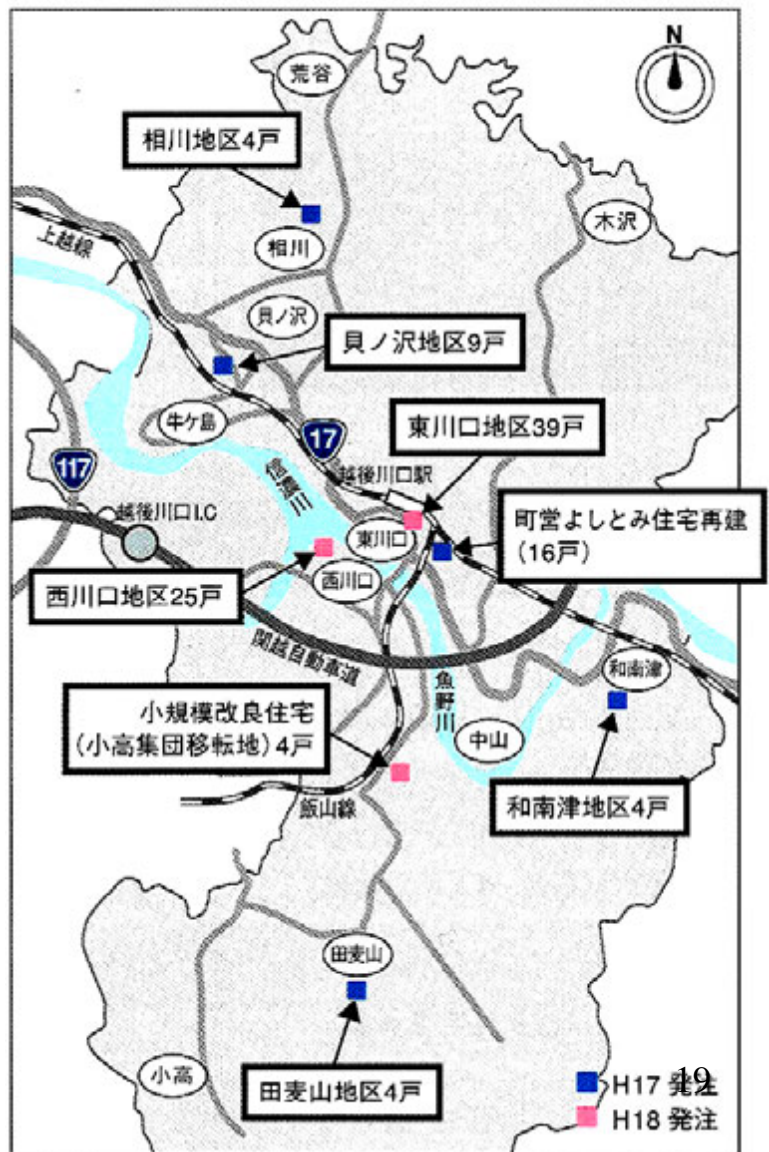 N
荒谷
相川地区4戸
木沢
上越線
相川
貝ノ沢
貝ノ沢地区9戸
牛ケ島
17
東川口地区39戸
117
信濃川
越後川口駅
越後川口I.C
東川口
町営よしとみ住宅再建
(16戸)
西川口
西川口地区25戸
関越自動車道
和南津
魚野川
小規模改良住宅
(小高集団移転地)4戸
中山
飯山線
和南津地区4戸
田麦山
小高
田麦山地区4戸
H17 発注
19
H18 発注